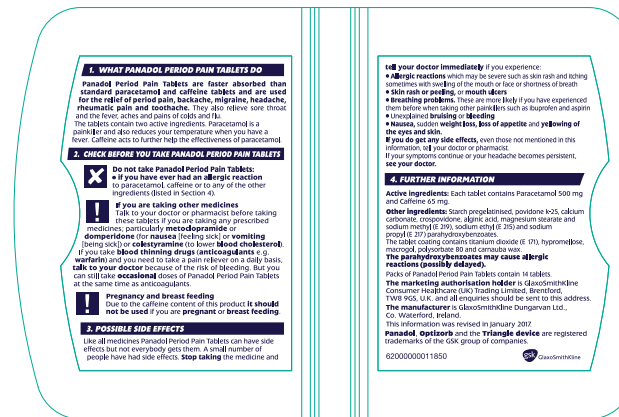 1. WHAT PANADOL PERIOD PAIN TABLETS DO
Panadol Period Pain Tablets are faster absorbed than
standard paracetamol and caffeine tablets and are used
for the relief of period pain, backache, migraine, headache,
rheumatic pain and toothache. They also relieve sore throat
and the fever, aches and pains of colds and flu.
The tablets contain two active ingredients. Paracetamol is a
painkiller and also reduces your temperature when you have a
fever. Caffeine acts to further help the effectiveness of paracetamol.
2. CHECK BEFORE YOU TAKE PANADOL PERIOD PAIN TABLETS
Do not take Panadol Period Pain Tablets:
• if you have ever had an allergic reaction
to paracetamol, caffeine or to any of the other
ingredients (listed in Section 4).
If you are taking other medicines
Talk to your doctor or pharmacist before taking
these tablets if you are taking any prescribed
medicines; particularly metoclopramide or
domperidone (for nausea [feeling sick] or vomiting
[being sick]) or colestyramine (to lower blood cholesterol).
If you take blood thinning drugs (anticoagulants e.g.
warfarin) and you need to take a pain reliever on a daily basis,
talk to your doctor because of the risk of bleeding. But you
can still take occasional doses of Panadol Period Pain Tablets
at the same time as anticoagulants.
Pregnancy and breast feeding
Due to the caffeine content of this product it should
not be used if you are pregnant or breast feeding.
3. POSSIBLE SIDE EFFECTS
Like all medicines Panadol Period Pain Tablets can have side
effects but not everybody gets them. A small number of
people have had side effects. Stop taking the medicine and
tell your doctor immediately if you experience:
• Allergic reactions which may be severe such as skin rash and itching
sometimes with swelling of the mouth or face or shortness of breath
• Skin rash or peeling, or mouth ulcers
• Breathing problems. These are more likely if you have experienced
them before when taking other painkillers such as ibuprofen and aspirin
• Unexplained bruising or bleeding
• Nausea, sudden weight loss, loss of appetite and yellowing of
the eyes and skin.
If you do get any side effects, even those not mentioned in this
information, tell your doctor or pharmacist.
If your symptoms continue or your headache becomes persistent,
see your doctor.
4. FURTHER INFORMATION
Active ingredients: Each tablet contains Paracetamol 500 mg
and Caffeine 65 mg.
Other ingredients: Starch pregelatinised, povidone k-25, calcium
carbonate, crospovidone, alginic acid, magnesium stearate and
sodium methyl (E 219), sodium ethyl (E 215) and sodium
propyl (E 217) parahydroxybenzoates.
The tablet coating contains titanium dioxide (E 171), hypromellose,
macrogol, polysorbate 80 and carnauba wax.
The parahydroxybenzoates may cause allergic
reactions (possibly delayed).
Packs of Panadol Period Pain Tablets contain 14 tablets.
The marketing authorisation holder is GlaxoSmithKline
Consumer Healthcare (UK) Trading Limited, Brentford,
TW8 9GS, U.K. and all enquiries should be sent to this address.
The manufacturer is GlaxoSmithKline Dungarvan Ltd.,
Co. Waterford, Ireland.
This information was revised in January 2017.
Panadol, Optizorb and the Triangle device are registered
trademarks of the GSK group of companies.
62000000011850
gsk GlaxoSmithKline